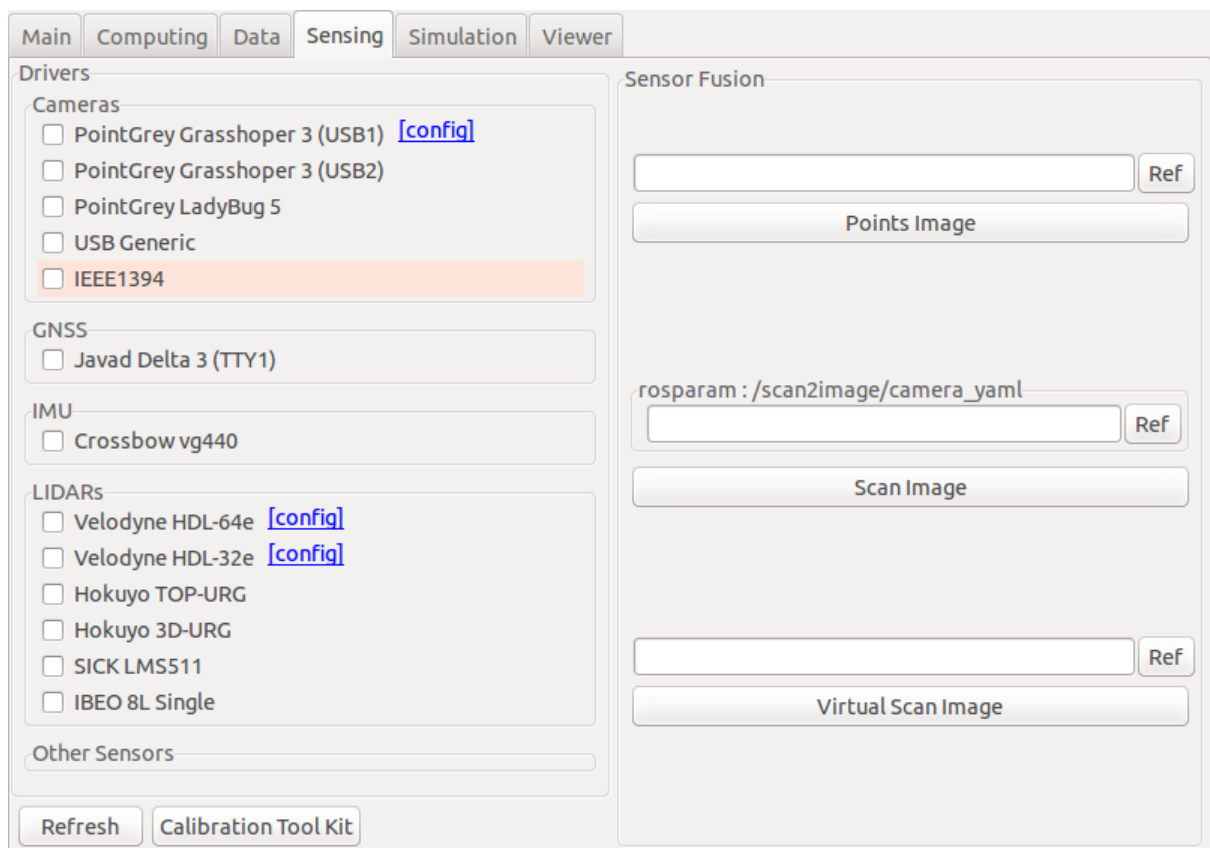 Main Computing Data Sensing Simulation Viewer
Drivers
Cameras
PointGrey Grasshoper 3 (USB1) [config]
PointGrey Grasshoper 3 (USB2)
PointGrey LadyBug 5
USB Generic
IEEE1394
GNSS
Javad Delta 3 (TTY1)
IMU
Crossbow vg440
LIDARs
Velodyne HDL-64e [config]
Velodyne HDL-32e [config]
Hokuyo TOP-URG
Hokuyo 3D-URG
SICK LMS511
IBEO 8L Single
Other Sensors
Refresh Calibration Tool Kit
Sensor Fusion
Ref
Points Image
rosparam : /scan2image/camera_yaml
Ref
Scan Image
Ref
Virtual Scan Image